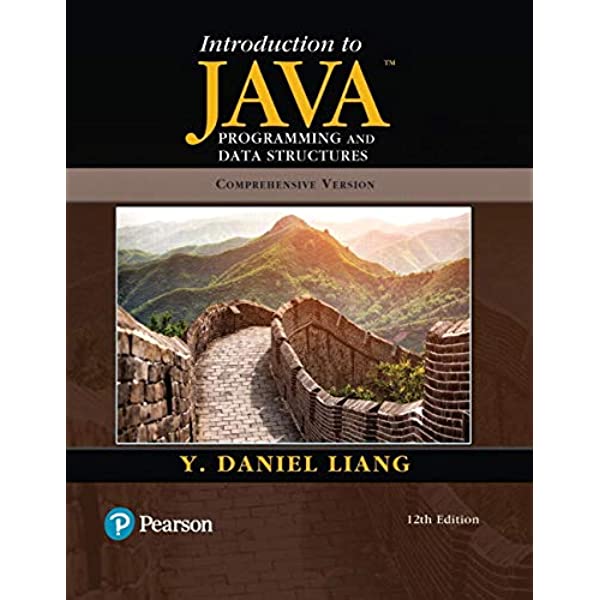 Introduction to
JAVA™
PROGRAMMING AND
DATA STRUCTURES
COMPREHENSIVE VERSION
Y. DANIEL LIANG
P Pearson
12th Edition